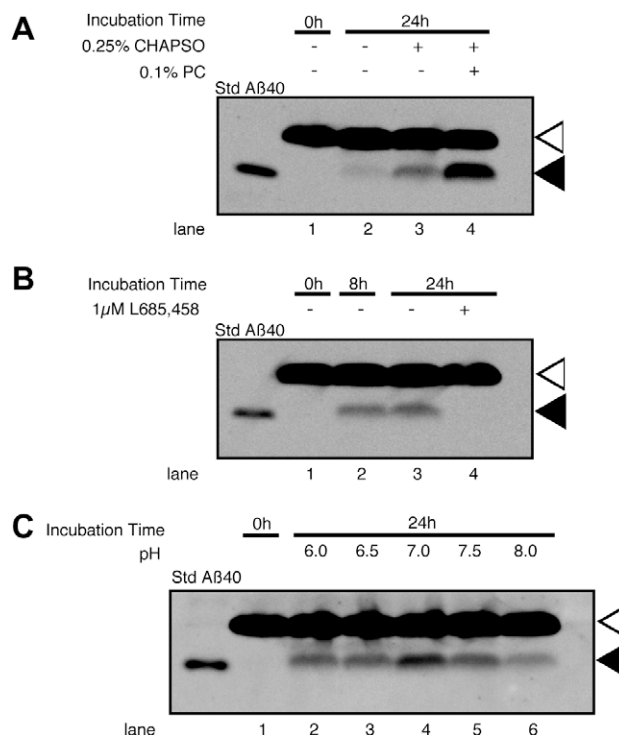 A
Incubation Time 0h 24h
0.25% CHAPSO - - + +
0.1% PC - - - +
Std Aß40
lane 1 2 3 4
B
Incubation Time 0h 8h 24h
1µM L685,458 - - - +
Std Aß40
lane 1 2 3 4
C
Incubation Time 0h 24h
pH 6.0 6.5 7.0 7.5 8.0
Std Aß40
lane 1 2 3 4 5 6